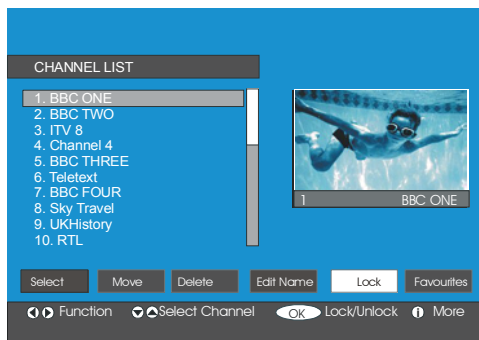 CHANNEL LIST
1. BBC ONE
2. BBC TWO
3. ITV 8
4. Channel 4
5. BBC THREE
6. Teletext
7. BBC FOUR
8. Sky Travel
9. UKHistory
10. RTL
1 BBC ONE
Select Move Delete Edit Name Lock Favourites
Function Select Channel OK Lock/Unlock i More